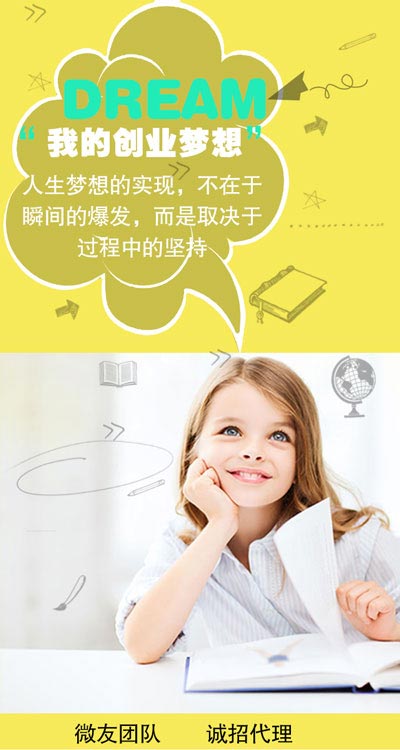 DREAM
“我的创业梦想”
人生梦想的实现，不在于
瞬间的爆发，而是取决于
过程中的坚持
微友团队 诚招代理